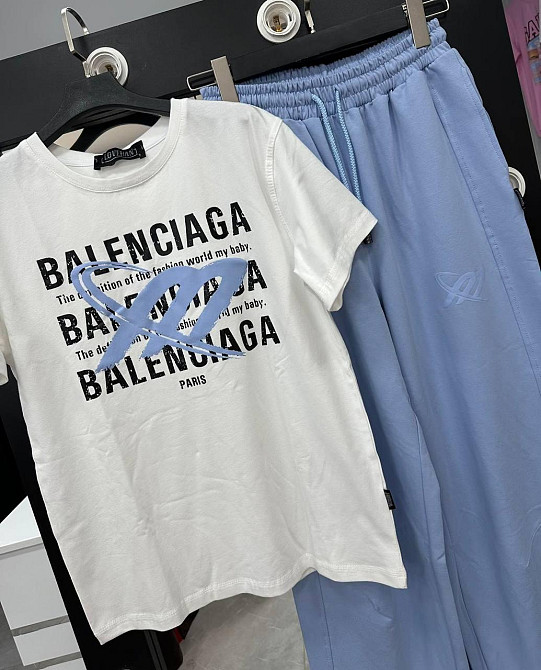 BALENCIAGA
The definition of the fashion world my baby.
BALENCIAGA
The definition of fashion world my baby.
BALENCIAGA
PARIS